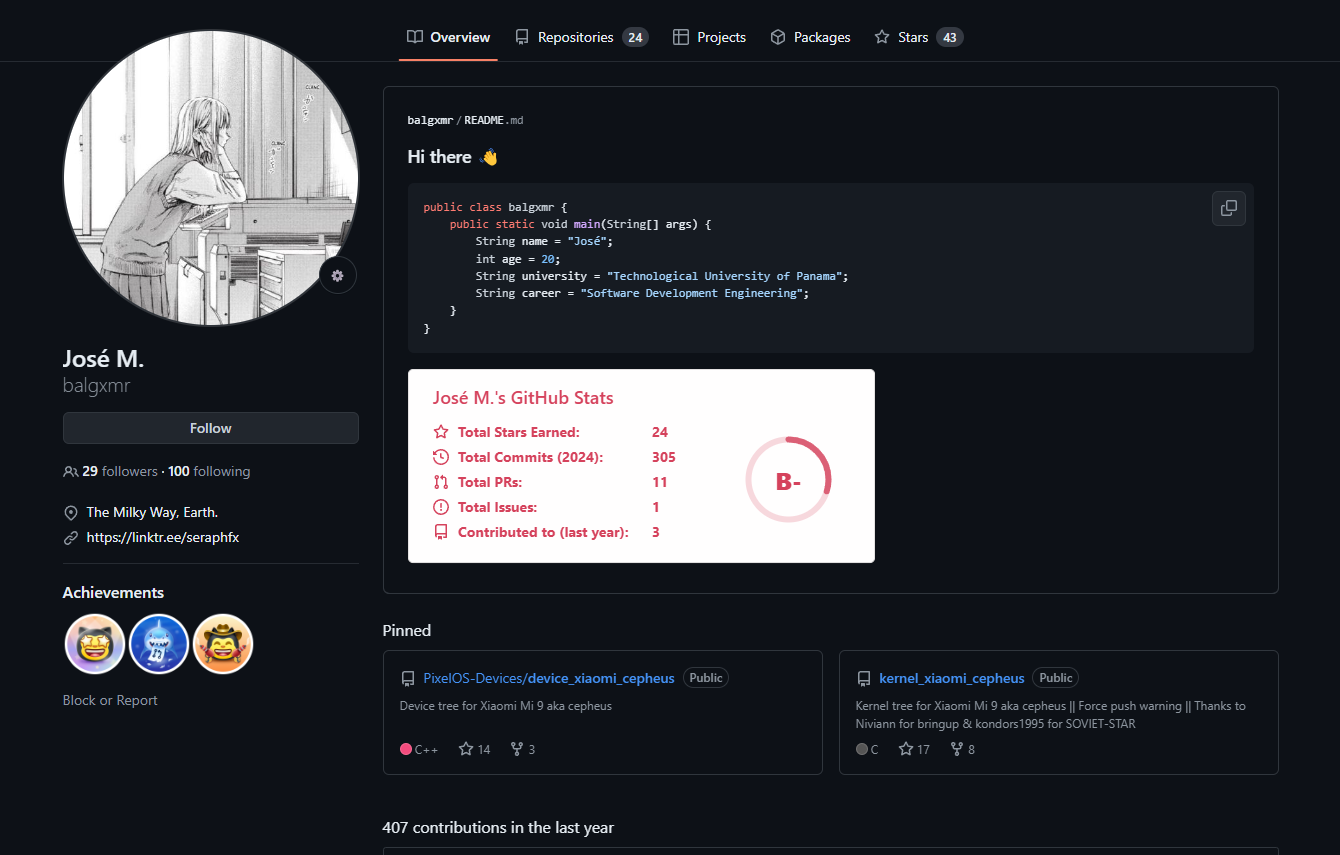 Overview
Repositories 24
Projects
Packages
Stars 43
José M.
balgxmr
Follow
29 followers · 100 following
The Milky Way, Earth.
https://linktr.ee/seraphfx
Achievements
Block or Report
balgxmr / README.md
Hi there 👋
public class balgxmr {
    public static void main(String[] args) {
        String name = "José";
        int age = 20;
        String university = "Technological University of Panama";
        String career = "Software Development Engineering";
    }
}
José M.'s GitHub Stats
Total Stars Earned: 24
Total Commits (2024): 305
Total PRs: 11
Total Issues: 1
Contributed to (last year): 3
B-
Pinned
PixelOS-Devices/device_xiaomi_cepheus Public
Device tree for Xiaomi Mi 9 aka cepheus
C++ 14 3
kernel_xiaomi_cepheus Public
Kernel tree for Xiaomi Mi 9 aka cepheus || Force push warning || Thanks to
Niviann for bringup & kondors1995 for SOVIET-STAR
C 17 8
407 contributions in the last year